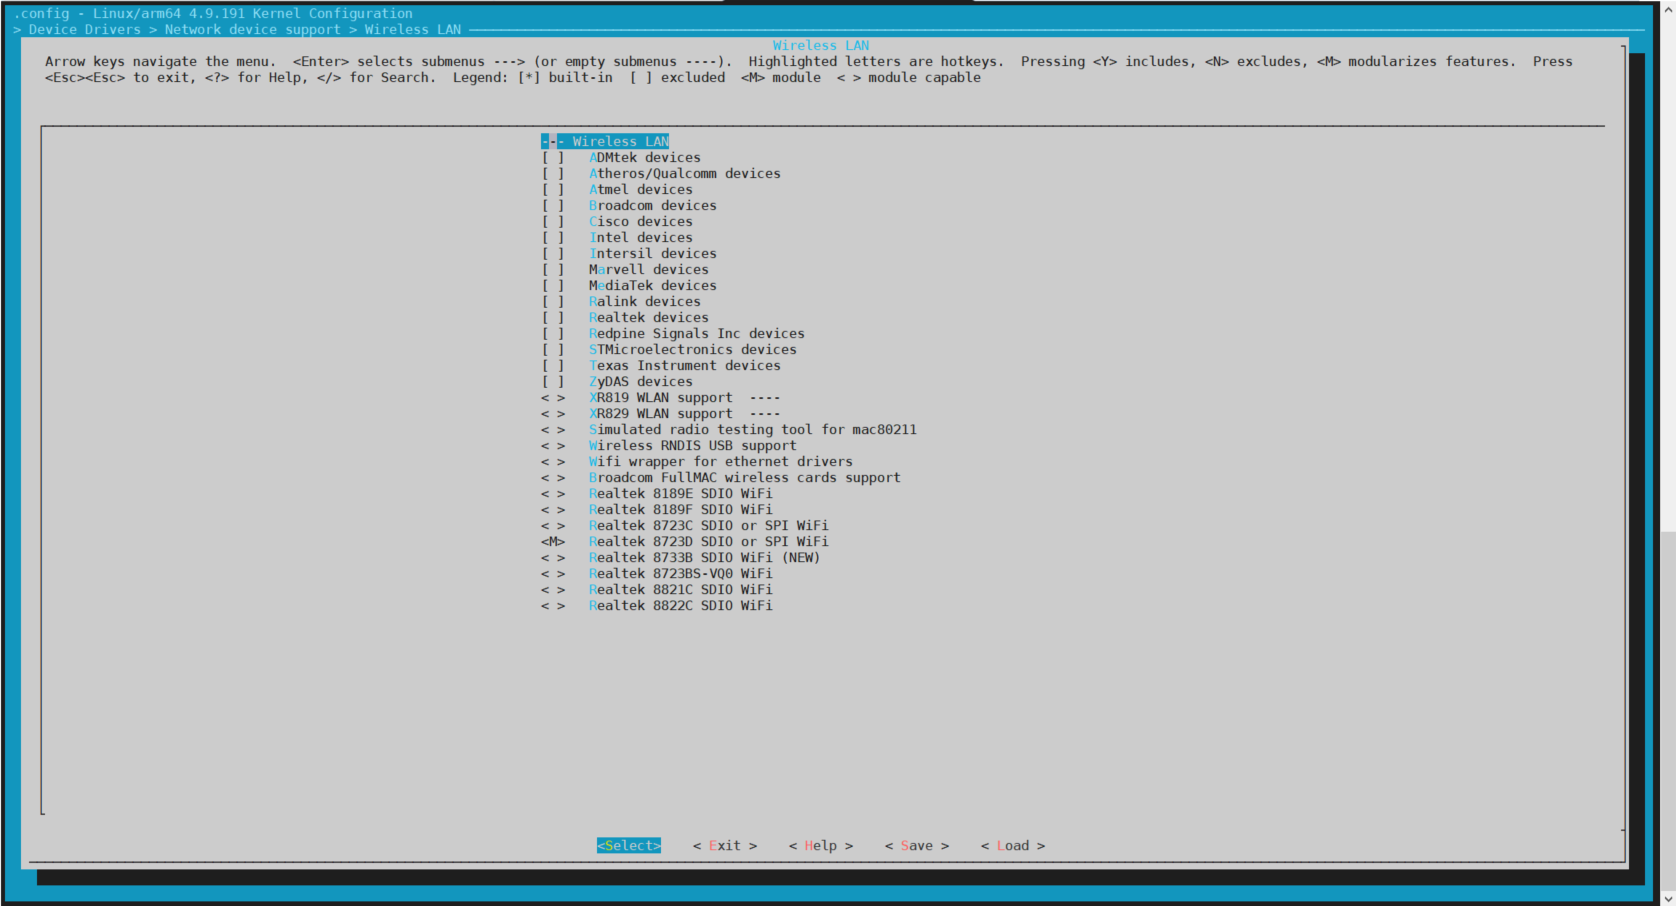 .config - Linux/arm64 4.9.191 Kernel Configuration
> Device Drivers > Network device support > Wireless LAN
Wireless LAN
Arrow keys navigate the menu.  <Enter> selects submenus ---> (or empty submenus ----).  Highlighted letters are hotkeys.  Pressing <Y> includes, <N> excludes, <M> modularizes features.  Press
<Esc><Esc> to exit, <?> for Help, </> for Search.  Legend: [*] built-in  [ ] excluded  <M> module  < > module capable
--- Wireless LAN
[ ]   ADMtek devices
[ ]   Atheros/Qualcomm devices
[ ]   Atmel devices
[ ]   Broadcom devices
[ ]   Cisco devices
[ ]   Intel devices
[ ]   Intersil devices
[ ]   Marvell devices
[ ]   MediaTek devices
[ ]   Ralink devices
[ ]   Realtek devices
[ ]   Redpine Signals Inc devices
[ ]   STMicroelectronics devices
[ ]   Texas Instrument devices
[ ]   ZyDAS devices
< >   XR819 WLAN support  ----
< >   XR829 WLAN support  ----
< >   Simulated radio testing tool for mac80211
< >   Wireless RNDIS USB support
< >   Wifi wrapper for ethernet drivers
< >   Broadcom FullMAC wireless cards support
< >   Realtek 8189E SDIO WiFi
< >   Realtek 8189F SDIO WiFi
< >   Realtek 8723C SDIO or SPI WiFi
<M>   Realtek 8723D SDIO or SPI WiFi
< >   Realtek 8733B SDIO WiFi (NEW)
< >   Realtek 8723BS-VQ0 WiFi
< >   Realtek 8821C SDIO WiFi
< >   Realtek 8822C SDIO WiFi
<Select>    < Exit >    < Help >    < Save >    < Load >